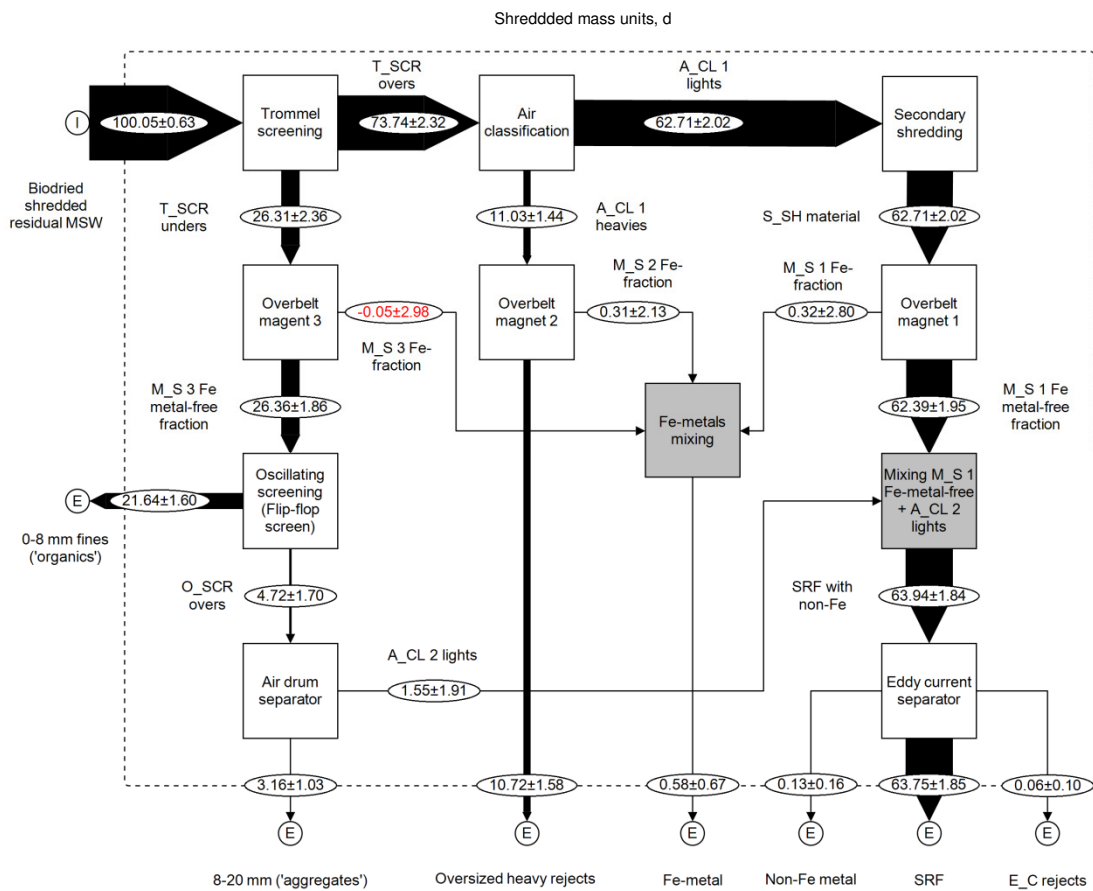 Shreddded mass units, d
T_SCR
overs
A_CL 1
lights
I
100.05±0.63
Trommel
screening
73.74±2.32
Air
classification
62.71±2.02
Secondary
shredding
Biodried
shredded
residual MSW
T_SCR
unders
26.31±2.36
11.03±1.44
A_CL 1
heavies
S_SH material
62.71±2.02
Overbelt
magent 3
-0.05±2.98
M_S 3 Fe-
fraction
Overbelt
magnet 2
M_S 2 Fe-
fraction
0.31±2.13
M_S 1 Fe-
fraction
0.32±2.80
Overbelt
magnet 1
M_S 3 Fe
metal-free
fraction
26.36±1.86
Fe-metals
mixing
62.39±1.95
M_S 1 Fe
metal-free
fraction
E
21.64±1.60
0-8 mm fines
('organics')
Oscillating
screening
(Flip-flop
screen)
Mixing M_S 1
Fe-metal-free
+ A_CL 2
lights
O_SCR
overs
4.72±1.70
SRF with
non-Fe
63.94±1.84
Air drum
separator
A_CL 2 lights
1.55±1.91
Eddy current
separator
3.16±1.03
10.72±1.58
0.58±0.67
0.13±0.16
63.75±1.85
0.06±0.10
E
E
E
E
E
E
8-20 mm ('aggregates')
Oversized heavy rejects
Fe-metal
Non-Fe metal
SRF
E_C rejects